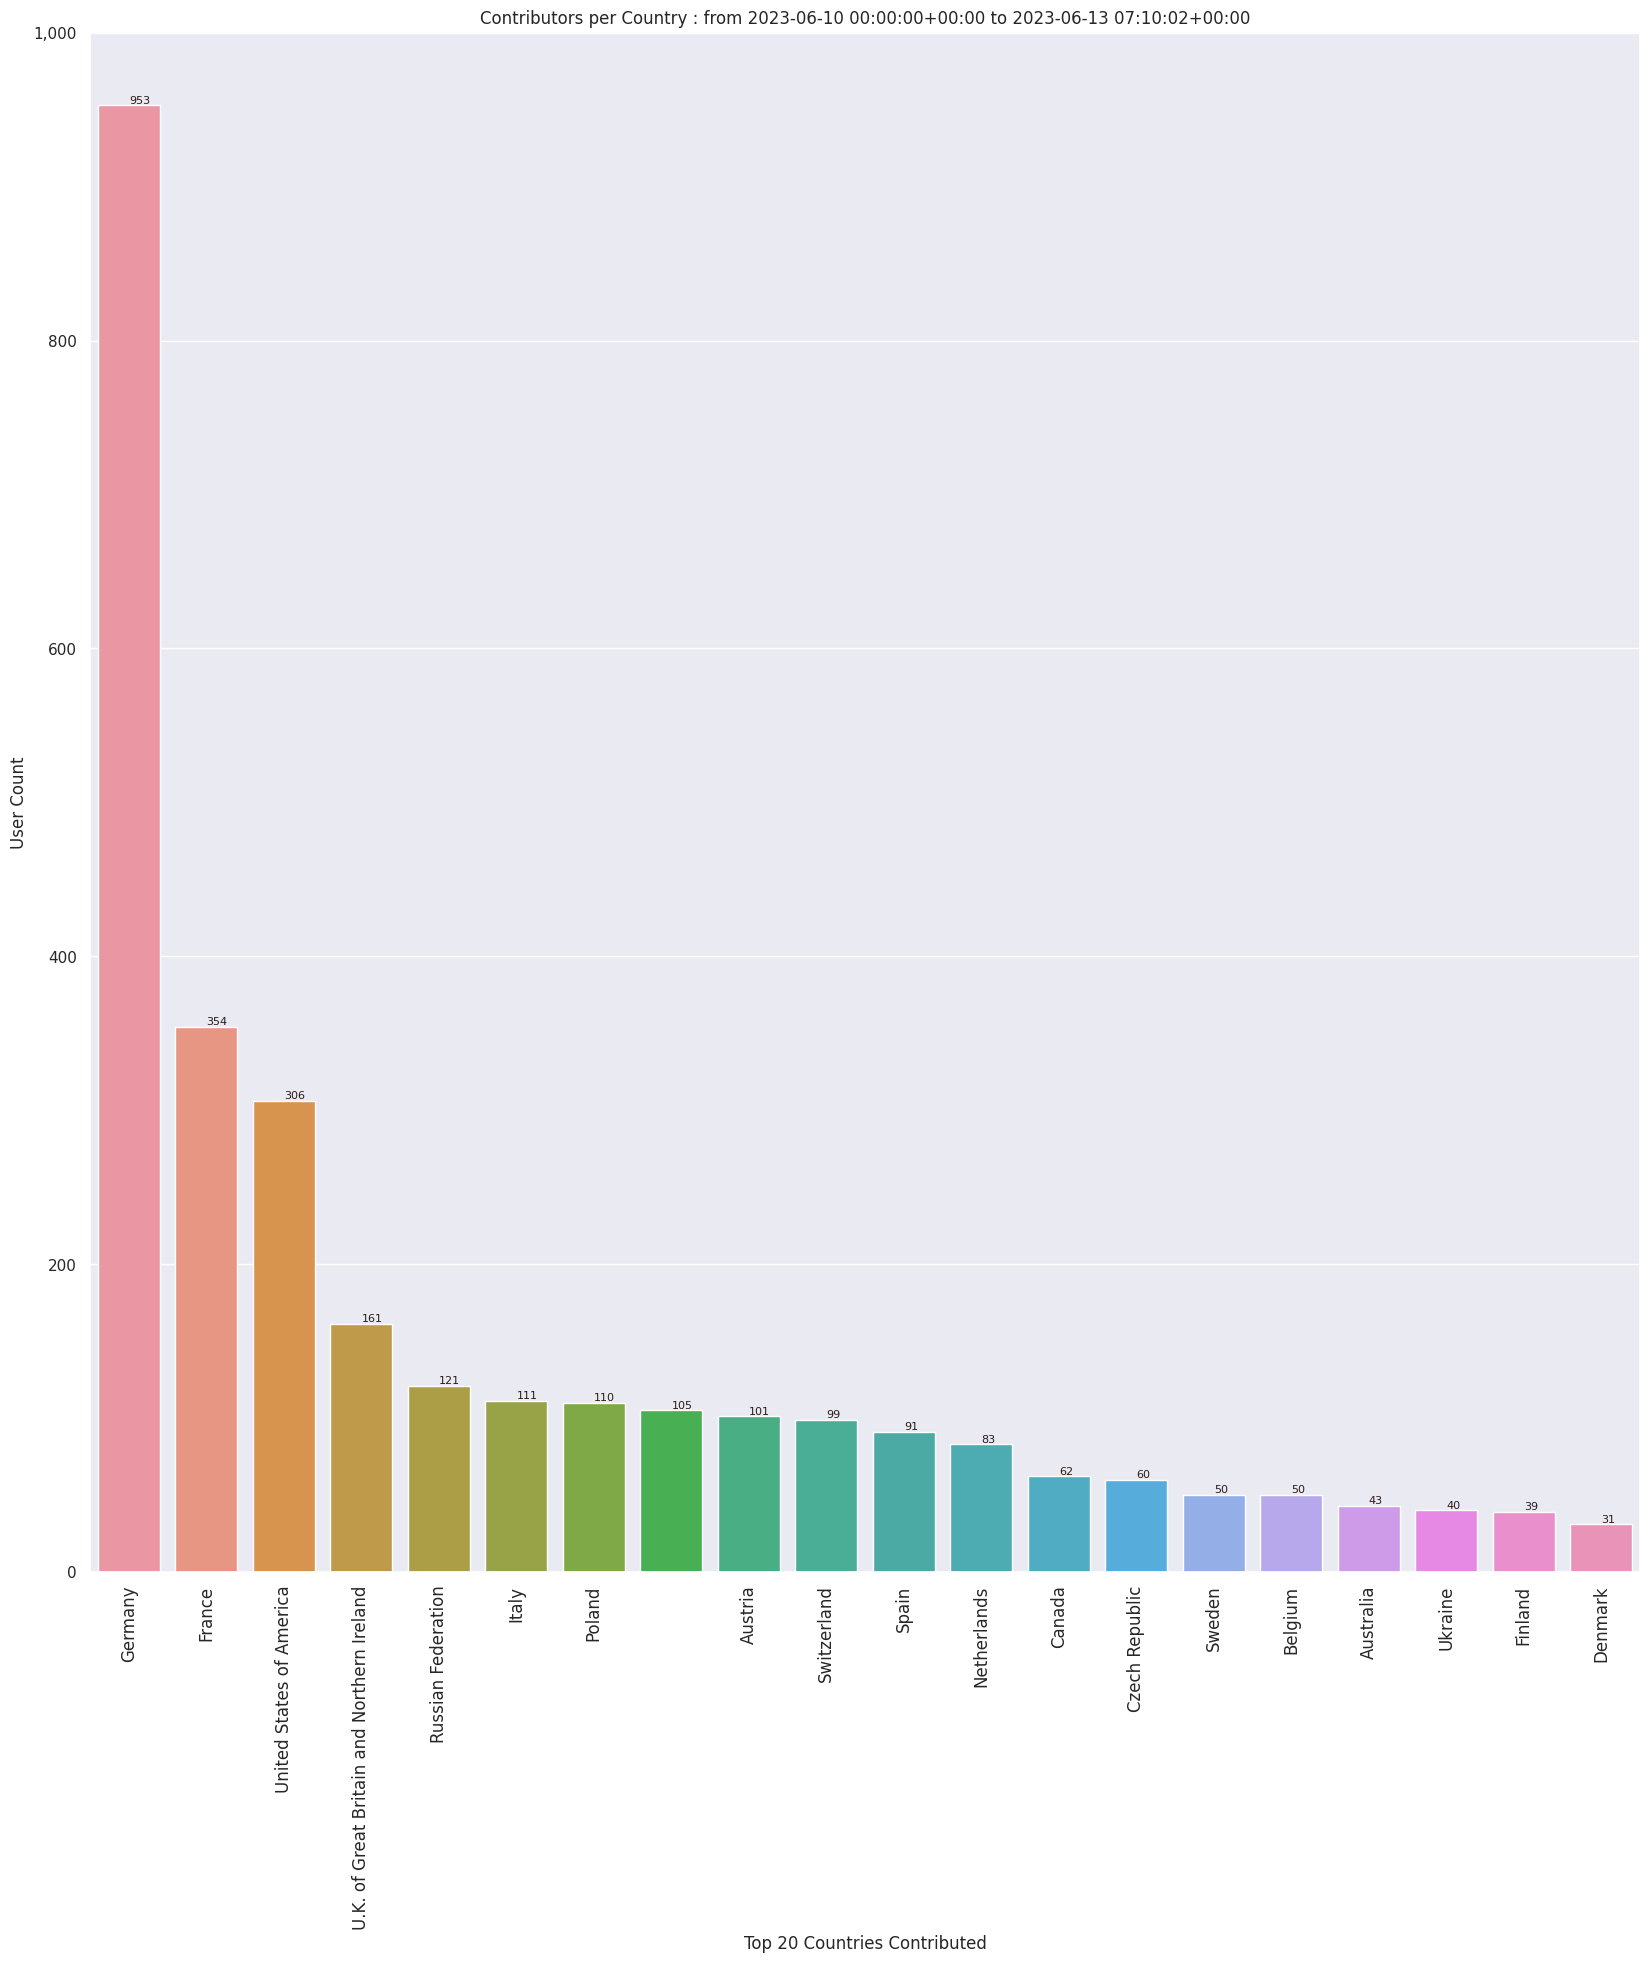 Contributors per Country : from 2023-06-10 00:00:00+00:00 to 2023-06-13 07:10:02+00:00
1,000
800
600
400
200
0
User Count
953
354
306
161
121
111
110
105
101
99
91
83
62
60
50
50
43
40
39
31
Germany
France
United States of America
U.K. of Great Britain and Northern Ireland
Russian Federation
Italy
Poland
Austria
Switzerland
Spain
Netherlands
Canada
Czech Republic
Sweden
Belgium
Australia
Ukraine
Finland
Denmark
Top 20 Countries Contributed